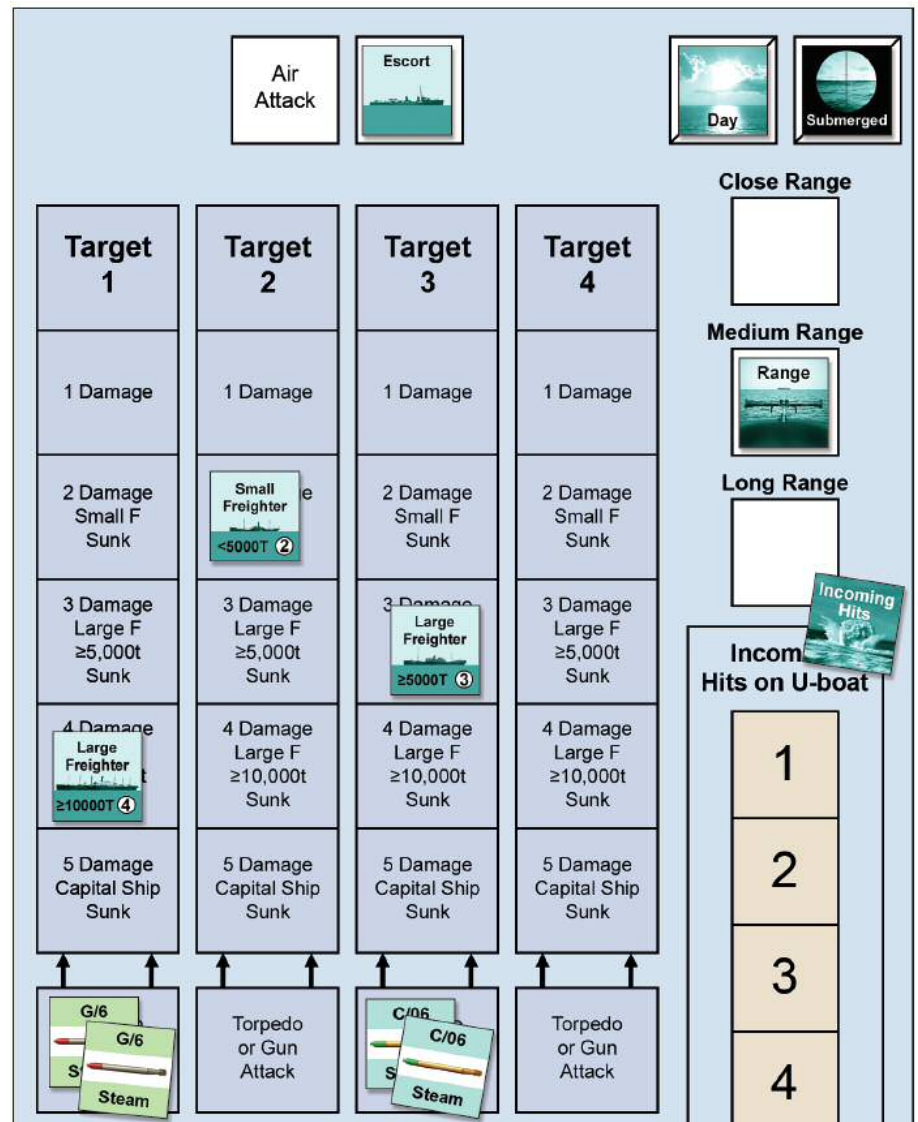 Air
Attack
Escort
Day
Submerged
Close Range
Medium Range
Range
Long Range
Incoming
Hits
Hits on U-boat
1
2
3
4
Target
1
1 Damage
2 Damage
Small F
Sunk
3 Damage
Large F
≥5,000t
Sunk
4 Damage
Large
Freighter
≥10000T 4
5 Damage
Capital Ship
Sunk
G/6
G/6
Steam
Target
2
1 Damage
Small
Freighter
<5000T 2
3 Damage
Large F
≥5,000t
Sunk
4 Damage
Large F
≥10,000t
Sunk
5 Damage
Capital Ship
Sunk
Torpedo
or Gun
Attack
Target
3
1 Damage
2 Damage
Small F
Sunk
3 Damage
Large
Freighter
≥5000T 3
4 Damage
Large F
≥10,000t
Sunk
5 Damage
Capital Ship
Sunk
C/06
C/06
Steam
Target
4
1 Damage
2 Damage
Small F
Sunk
3 Damage
Large F
≥5,000t
Sunk
4 Damage
Large F
≥10,000t
Sunk
5 Damage
Capital Ship
Sunk
Torpedo
or Gun
Attack